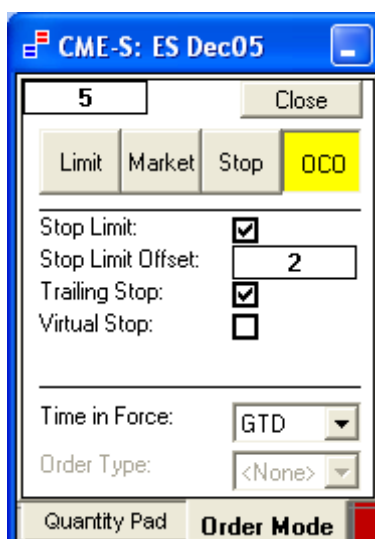 CME-S: ES Dec05
5 Close
Limit Market Stop OCO
Stop Limit:
Stop Limit Offset: 2
Trailing Stop:
Virtual Stop:
Time in Force: GTD
Order Type: <None>
Quantity Pad Order Mode